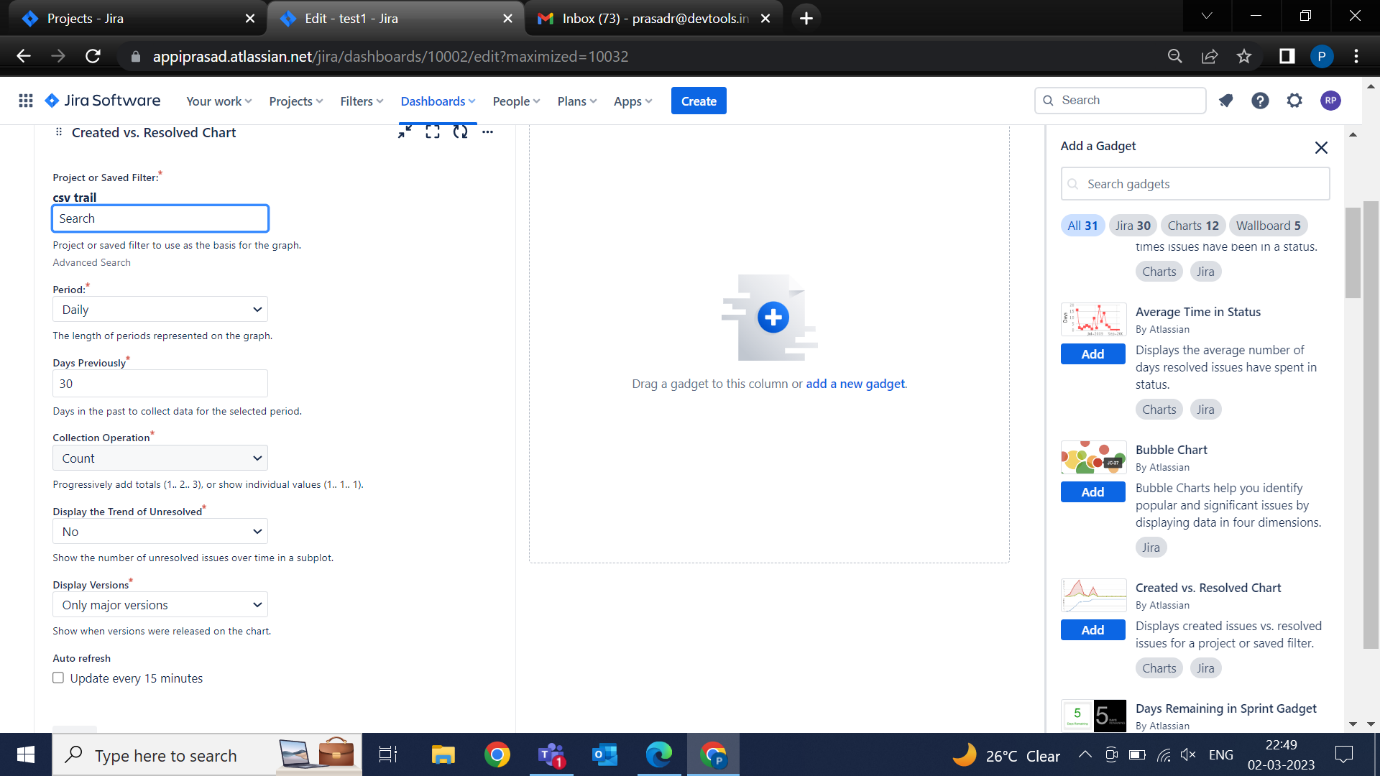 Projects - Jira
Edit - test1 - Jira
Inbox (73) - prasadr@devtools.in
appiprasad.atlassian.net/jira/dashboards/10002/edit?maximized=10032
P
Jira Software
Your work
Projects
Filters
Dashboards
People
Plans
Apps
Create
Search
RP
Created vs. Resolved Chart
Project or Saved Filter:*
csv trail
Search
Project or saved filter to use as the basis for the graph.
Advanced Search
Period:*
Daily
The length of periods represented on the graph.
Days Previously*
30
Days in the past to collect data for the selected period.
Collection Operation*
Count
Progressively add totals (1.. 2.. 3), or show individual values (1.. 1.. 1).
Display the Trend of Unresolved*
No
Show the number of unresolved issues over time in a subplot.
Display Versions*
Only major versions
Show when versions were released on the chart.
Auto refresh
Update every 15 minutes
Drag a gadget to this column or add a new gadget.
Add a Gadget
Search gadgets
All 31
Jira 30
Charts 12
Wallboard 5
times issues have been in a status.
Charts
Jira
Average Time in Status
By Atlassian
Add
Displays the average number of
days resolved issues have spent in
status.
Charts
Jira
Bubble Chart
By Atlassian
Add
Bubble Charts help you identify
popular and significant issues by
displaying data in four dimensions.
Jira
Created vs. Resolved Chart
By Atlassian
Add
Displays created issues vs. resolved
issues for a project or saved filter.
Charts
Jira
5
5
Days Remaining in Sprint Gadget
By Atlassian
Type here to search
1
P
26°C Clear
ENG
22:49
02-03-2023